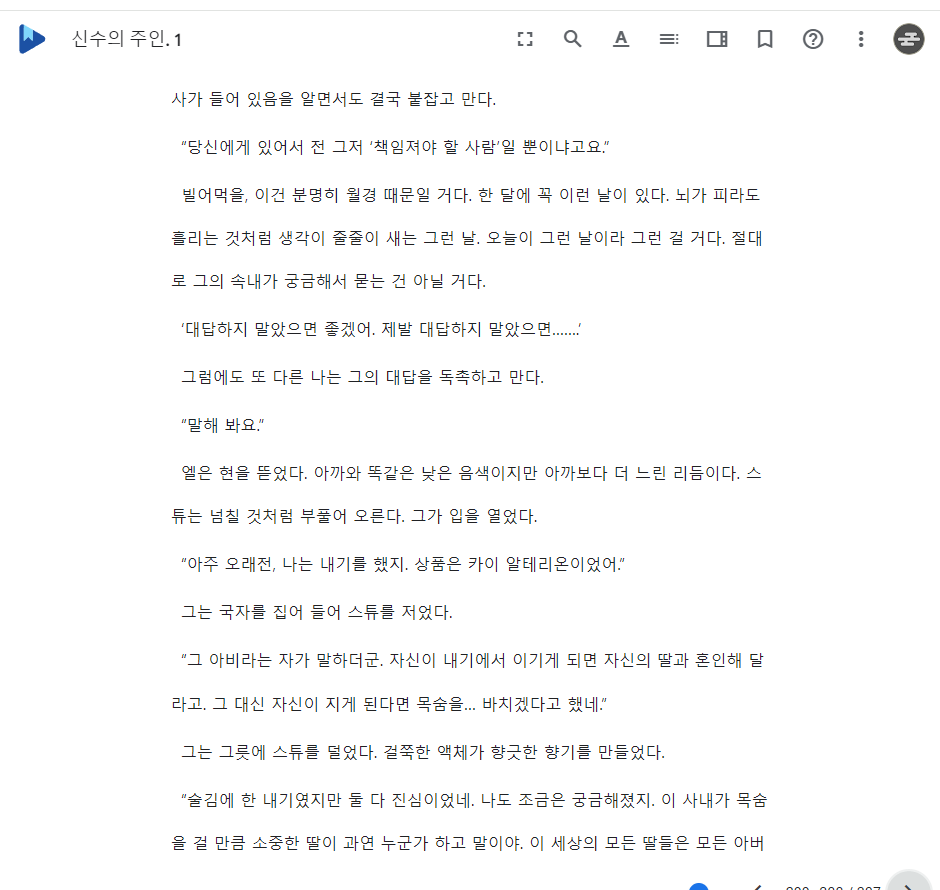 신수의 주인. 1
사가 들어 있음을 알면서도 결국 붙잡고 만다.
“당신에게 있어서 전 그저 ‘책임져야 할 사람’일 뿐이냐고요.”
빌어먹을, 이건 분명히 월경 때문일 거다. 한 달에 꼭 이런 날이 있다. 뇌가 피라도
흘리는 것처럼 생각이 줄줄이 새는 그런 날. 오늘이 그런 날이라 그런 걸 거다. 절대
로 그의 속내가 궁금해서 묻는 건 아닐 거다.
‘대답하지 말았으면 좋겠어. 제발 대답하지 말았으면…….’
그럼에도 또 다른 나는 그의 대답을 독촉하고 만다.
“말해 봐요.”
엘은 현을 뜯었다. 아까와 똑같은 낮은 음색이지만 아까보다 더 느린 리듬이다. 스
튜는 넘칠 것처럼 부풀어 오른다. 그가 입을 열었다.
“아주 오래전, 나는 내기를 했지. 상품은 카이 알테리온이었어.”
그는 국자를 집어 들어 스튜를 저었다.
“그 아비라는 자가 말하더군. 자신이 내기에서 이기게 되면 자신의 딸과 혼인해 달
라고. 그 대신 자신이 지게 된다면 목숨을... 바치겠다고 했네.”
그는 그릇에 스튜를 덜었다. 걸쭉한 액체가 향긋한 향기를 만들었다.
“술김에 한 내기였지만 둘 다 진심이었네. 나도 조금은 궁금해졌지. 이 사내가 목숨
을 걸 만큼 소중한 딸이 과연 누군가 하고 말이야. 이 세상의 모든 딸들은 모든 아버